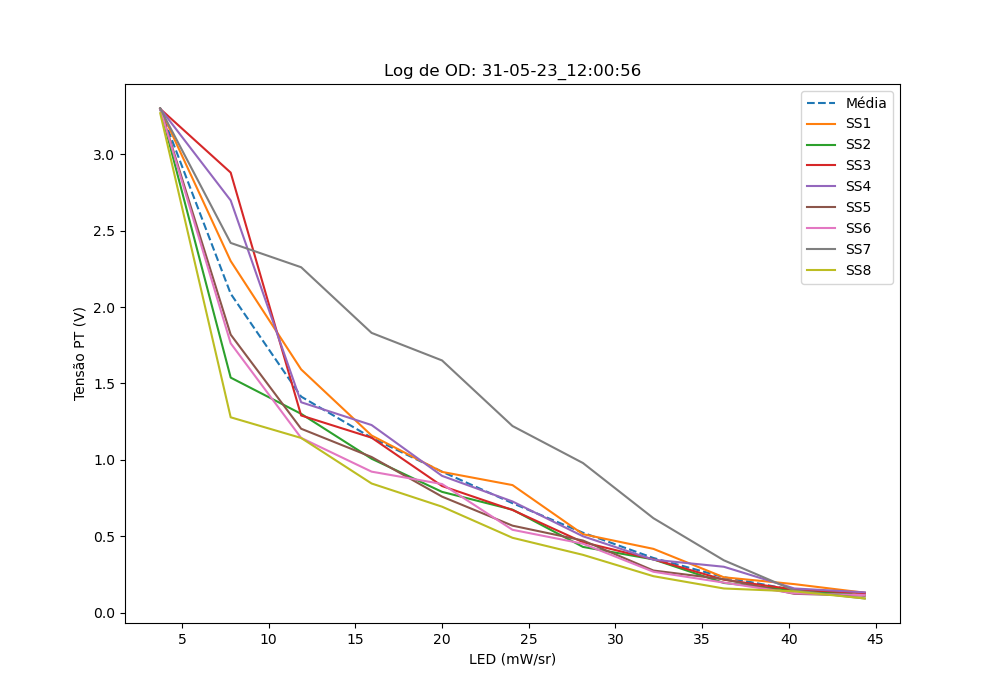 Log de OD: 31-05-23_12:00:56
Média
SS1
SS2
SS3
SS4
SS5
SS6
SS7
SS8
Tensão PT (V)
3.0
2.5
2.0
1.5
1.0
0.5
0.0
5 10 15 20 25 30 35 40 45
LED (mW/sr)